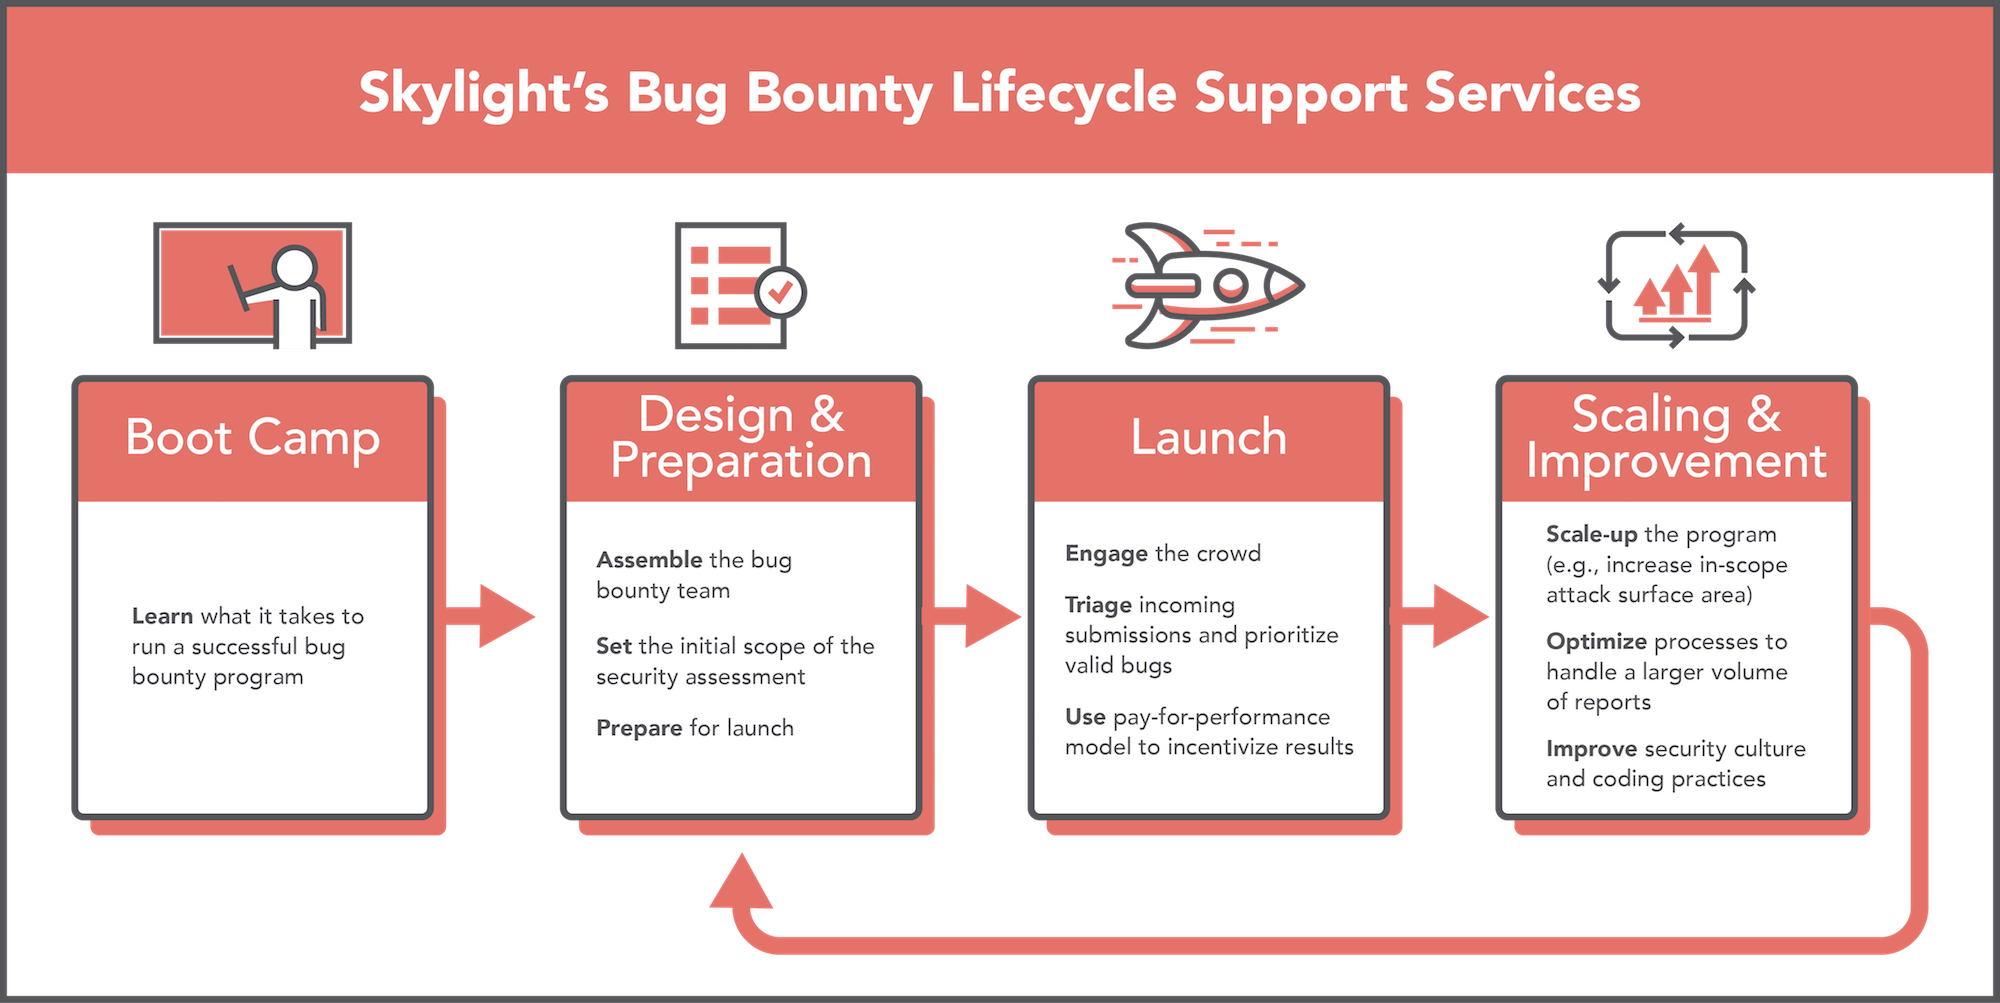 Skylight’s Bug Bounty Lifecycle Support Services
Boot Camp
Learn what it takes to
run a successful bug
bounty program
Design &
Preparation
Assemble the bug
bounty team
Set the initial scope of the
security assessment
Prepare for launch
Launch
Engage the crowd
Triage incoming
submissions and prioritize
valid bugs
Use pay-for-performance
model to incentivize results
Scaling &
Improvement
Scale-up the program
(e.g., increase in-scope
attack surface area)
Optimize processes to
handle a larger volume
of reports
Improve security culture
and coding practices